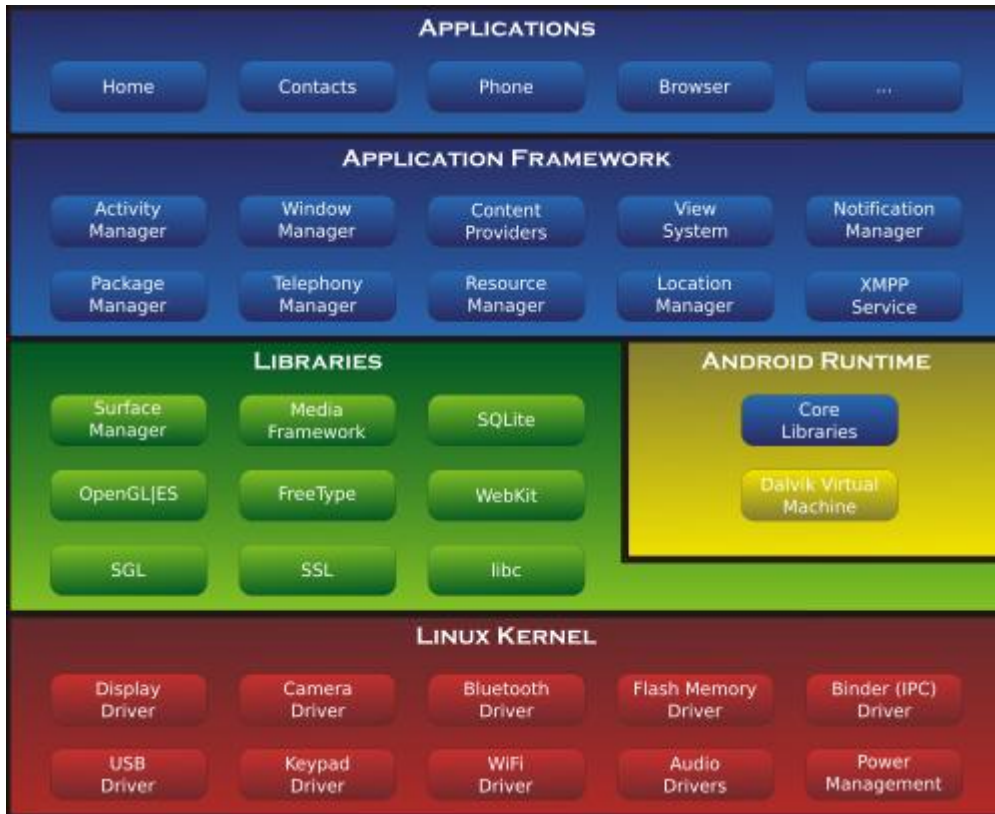 APPLICATIONS
Home
Contacts
Phone
Browser
...
APPLICATION FRAMEWORK
Activity
Manager
Window
Manager
Content
Providers
View
System
Notification
Manager
Package
Manager
Telephony
Manager
Resource
Manager
Location
Manager
XMPP
Service
LIBRARIES
Surface
Manager
Media
Framework
SQLite
OpenGL|ES
FreeType
WebKit
SGL
SSL
libc
ANDROID RUNTIME
Core
Libraries
Dalvik Virtual
Machine
LINUX KERNEL
Display
Driver
Camera
Driver
Bluetooth
Driver
Flash Memory
Driver
Binder (IPC)
Driver
USB
Driver
Keypad
Driver
WiFi
Driver
Audio
Drivers
Power
Management